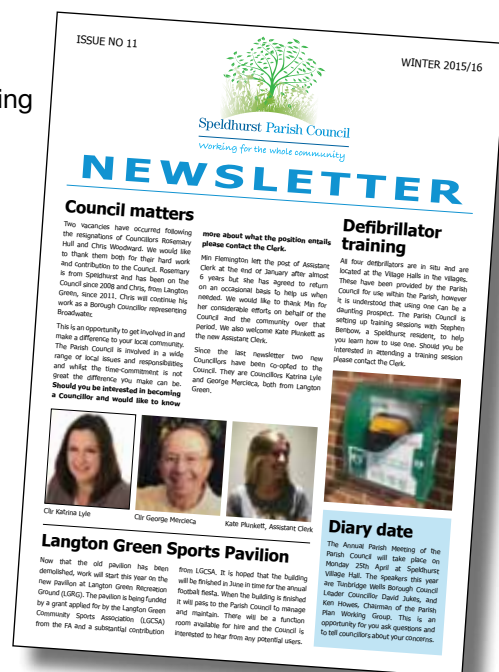 ing
ISSUE NO 11
WINTER 2015/16
Speldhurst Parish Council
Working for the whole community
NEWSLETTER
Council matters
Two vacancies have occurred following
the resignations of Councillors Rosemary
Hull and Chris Woodward. We would like
to thank them both for their hard work
and contribution to the Council. Rosemary
is from Speldhurst and has been on the
Council since 2008 and Chris, from Langton
Green, since 2011, Chris will continue his
work as a Borough Councillor representing
Broadwater.
This is an opportunity to get involved in and
make a difference to your local community.
The Parish Council is involved in a wide
range of local issues and responsibilities
and whilst the time-commitment is not
great the difference you make can be.
Should you be interested in becoming
a Councillor and would like to know
more about what the position entails
please contact the Clerk.
Min Flemington left the post of Assistant
Clerk at the end of January after almost
6 years but she has agreed to return
on an occasional basis to help us when
needed. We would like to thank Min for
her considerable efforts on behalf of the
Council and the community over that
period. We also welcome Kate Plunkett as
the new Assistant Clerk.
Since the last newsletter two new
Councillors have been co-opted to the
Council. They are Councillors Katrina Lyle
and George Mercieca, both from Langton
Green.
Defibrillator
training
All four defibrillators are in situ and are
located at the Village Halls in the villages.
These have been provided by the Parish
Council for use within the Parish, however
it is understood that using one can be a
daunting prospect. The Parish Council is
setting up training sessions with Stephen
Benbow, a Speldhurst resident, to help
you learn how to use one. Should you be
interested in attending a training session
please contact the Clerk.
Cllr Katrina Lyle
Cllr George Mercieca
Kate Plunkett, Assistant Clerk
Langton Green Sports Pavilion
Now that the old pavilion has been
demolished, work will start this year on the
new pavilion at Langton Green Recreation
Ground (LGRG). The pavilion is being funded
by a grant applied for by the Langton Green
Community Sports Association (LGCSA)
from the FA and a substantial contribution
from LGCSA. It is hoped that the building
will be finished in June in time for the annual
football fiesta. When the building is finished
it will pass to the Parish Council to manage
and maintain. There will be a function
room available for hire and the Council is
interested to hear from any potential users.
Diary date
The Annual Parish Meeting of the
Parish Council will take place on
Monday 25th April at Speldhurst
Village Hall. The speakers this year
are Tunbridge Wells Borough Council
Leader Councillor David Jukes, and
Ken Howes, Chairman of the Parish
Plan Working Group. This is an
opportunity for you ask questions and
to tell councillors about your concerns.